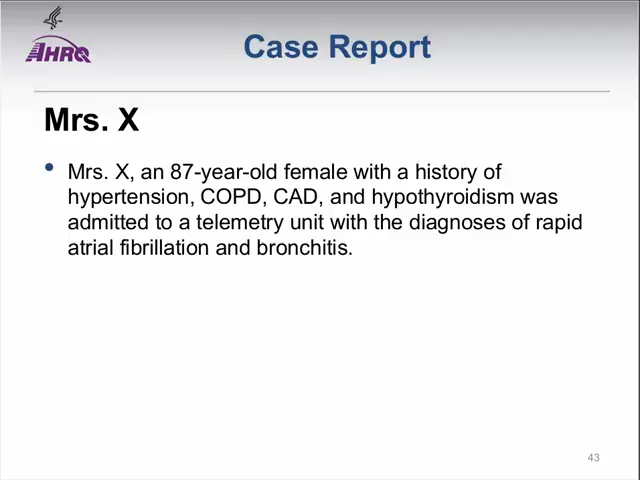 AHRQ
Case Report
Mrs. X
• Mrs. X, an 87-year-old female with a history of
hypertension, COPD, CAD, and hypothyroidism was
admitted to a telemetry unit with the diagnoses of rapid
atrial fibrillation and bronchitis.
43